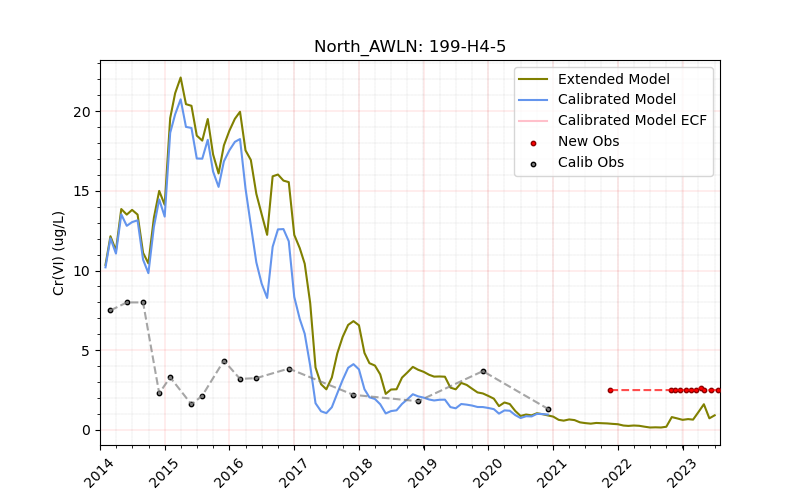 North_AWLN: 199-H4-5
Extended Model
Calibrated Model
Calibrated Model ECF
New Obs
Calib Obs
Cr(VI) (ug/L)
20
15
10
5
0
2014
2015
2016
2017
2018
2019
2020
2021
2022
2023